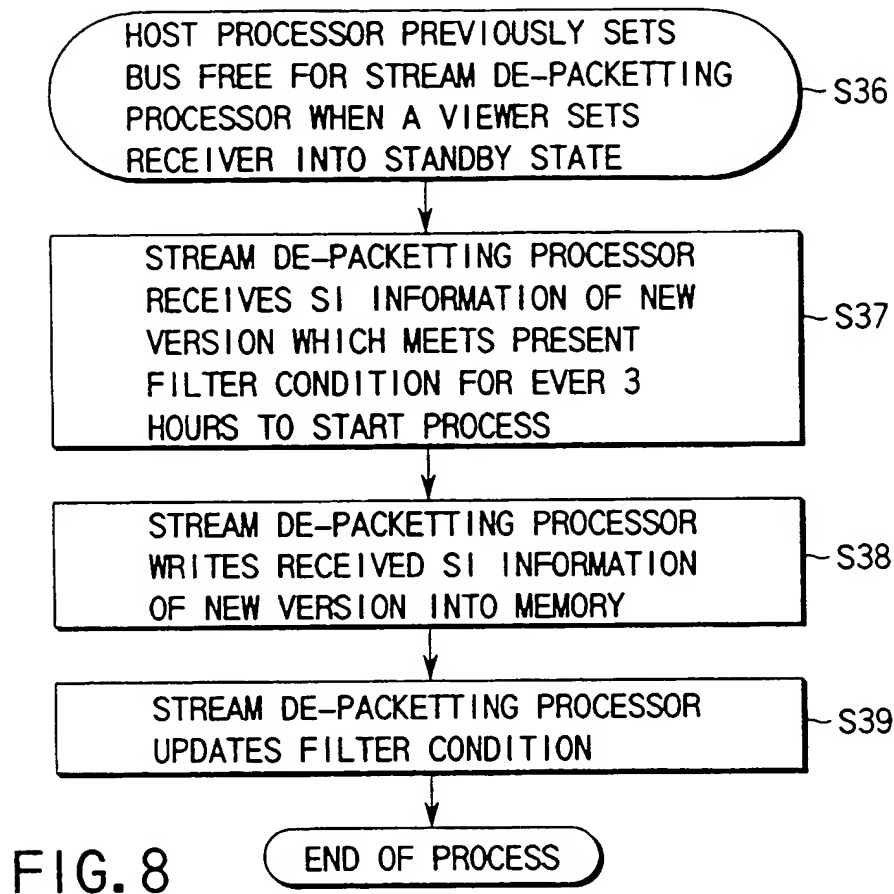 HOST PROCESSOR PREVIOUSLY SETS
BUS FREE FOR STREAM DE-PACKETTING
PROCESSOR WHEN A VIEWER SETS
RECEIVER INTO STANDBY STATE
S36
STREAM DE-PACKETTING PROCESSOR
RECEIVES SI INFORMATION OF NEW
VERSION WHICH MEETS PRESENT
FILTER CONDITION FOR EVER 3
HOURS TO START PROCESS
S37
STREAM DE-PACKETTING PROCESSOR
WRITES RECEIVED SI INFORMATION
OF NEW VERSION INTO MEMORY
S38
STREAM DE-PACKETTING PROCESSOR
UPDATES FILTER CONDITION
S39
END OF PROCESS
FIG.8